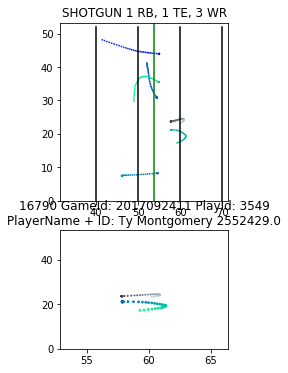 SHOTGUN 1 RB, 1 TE, 3 WR
50
40
30
20
10
0
40 50 60 70
16790 GameId: 2017092411 PlayId: 3549
PlayerName + ID: Ty Montgomery 2552429.0
40
20
0
55 60 65